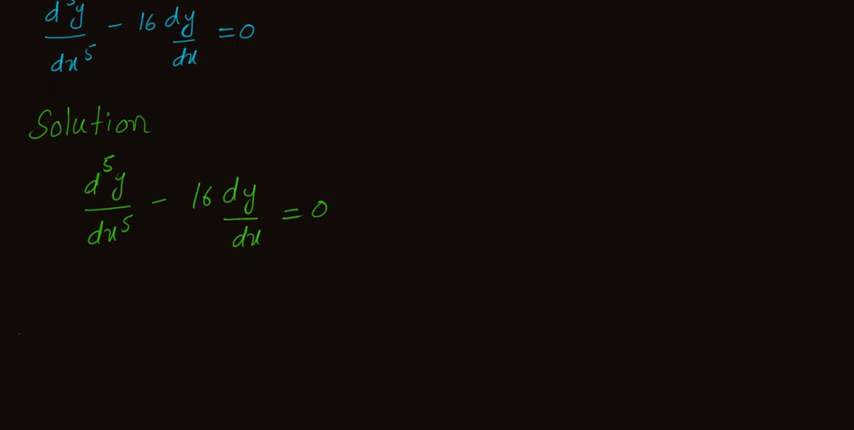 d⁵y/dx⁵ - 16 dy/dx = 0
Solution
d⁵y/dx⁵ - 16 dy/dx = 0